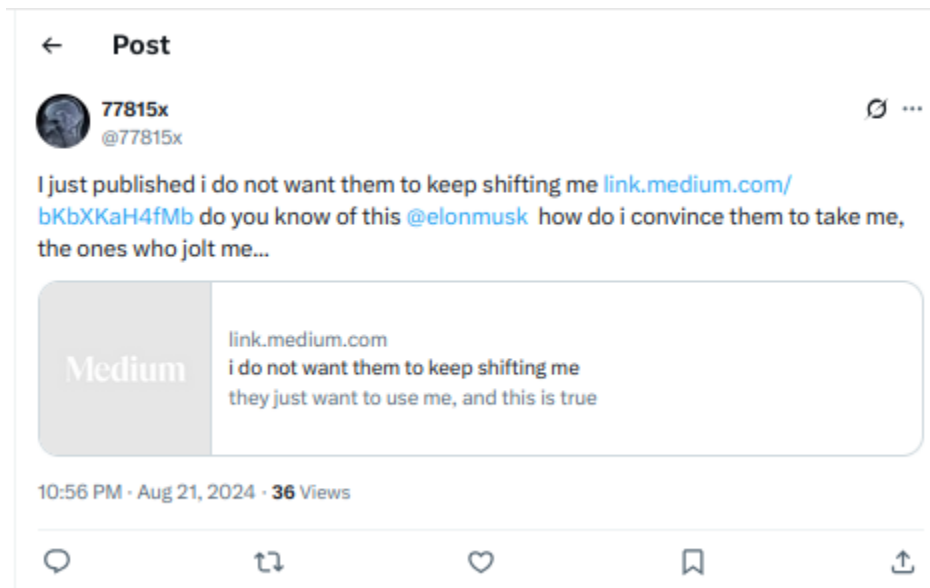 Post
77815x
@77815x
I just published i do not want them to keep shifting me link.medium.com/
bKbXKaH4fMb do you know of this @elonmusk how do i convince them to take me,
the ones who jolt me...
Medium
link.medium.com
i do not want them to keep shifting me
they just want to use me, and this is true
10:56 PM · Aug 21, 2024 · 36 Views